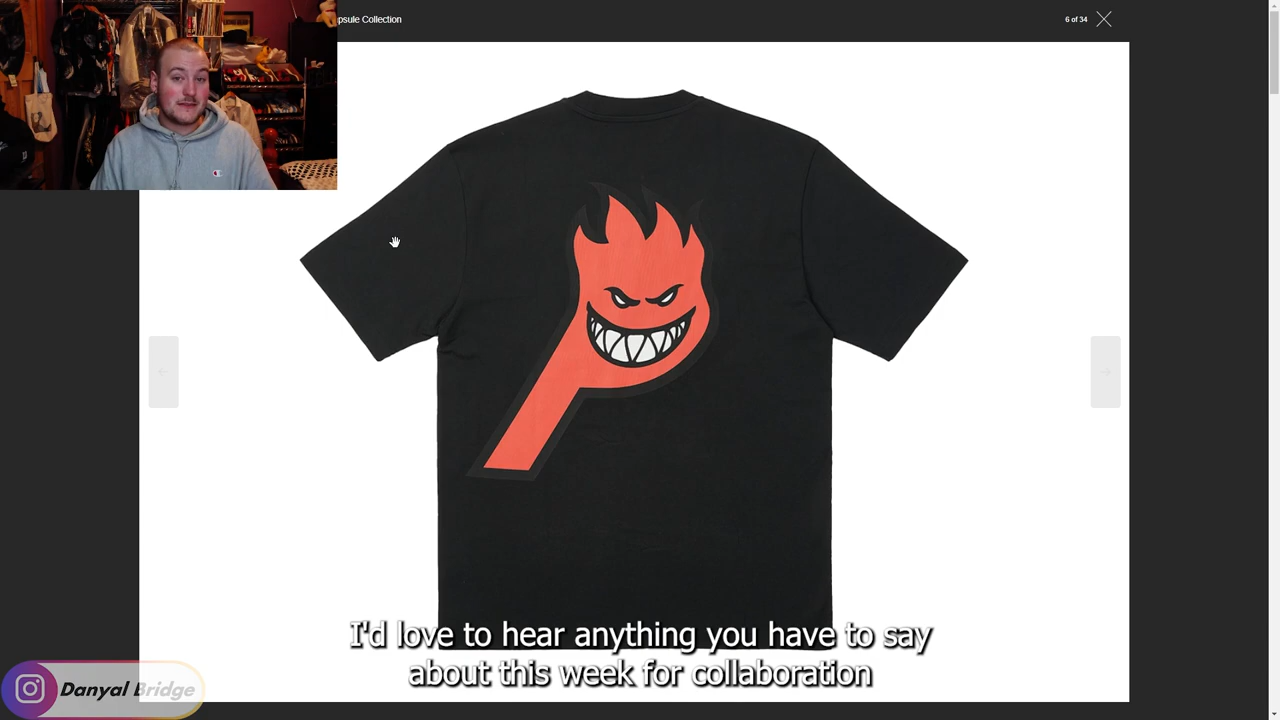 psule Collection
6 of 34
I'd love to hear anything you have to say
about this week for collaboration
Danyal Bridge